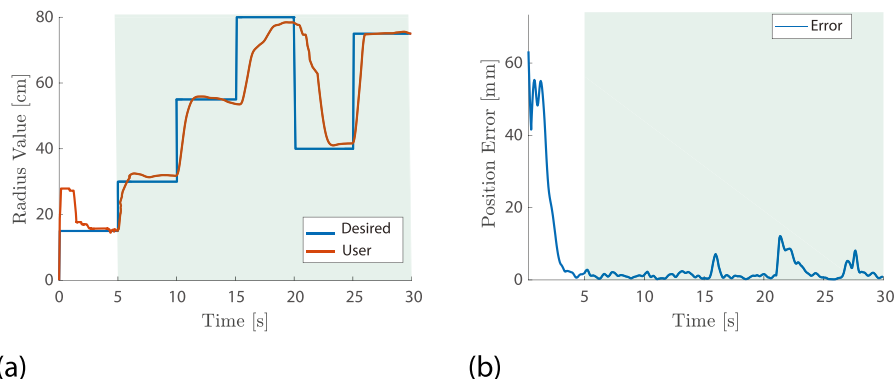 80
60
40
20
0
Radius Value [cm]
Desired
User
0 5 10 15 20 25 30
Time [s]
60
40
20
0
Position Error [mm]
Error
0 5 10 15 20 25 30
Time [s]
(a)
(b)